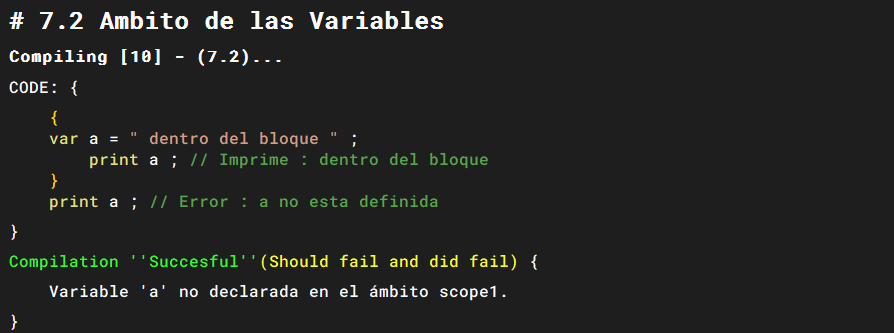 # 7.2 Ambito de las Variables
Compiling [10] - (7.2)...
CODE: {
{
var a = " dentro del bloque " ;
print a ; // Imprime : dentro del bloque
}
print a ; // Error : a no esta definida
}
Compilation ''Succesful''(Should fail and did fail) {
Variable 'a' no declarada en el ámbito scope1.
}